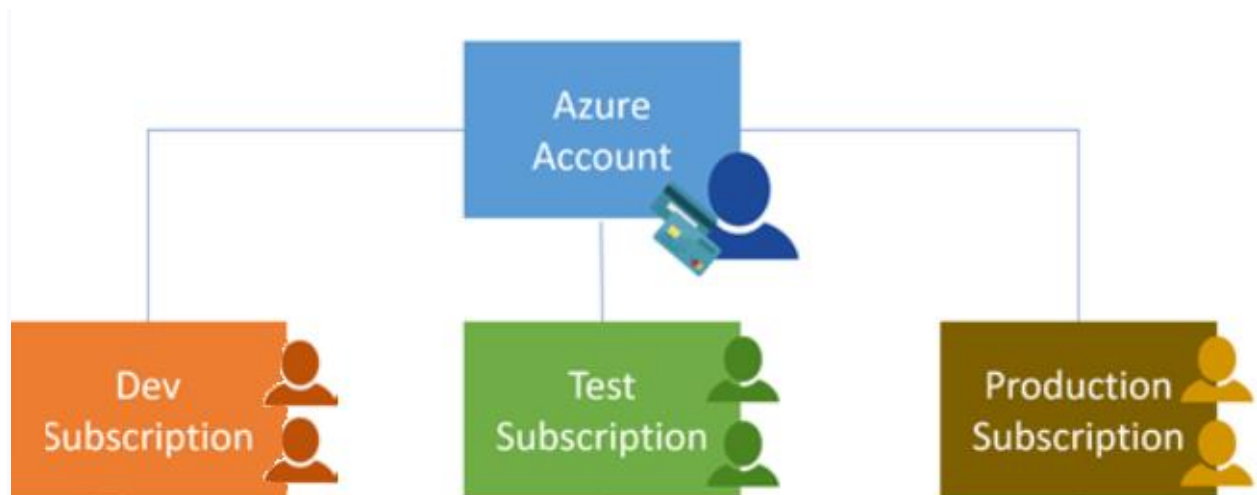 Azure
Account
Dev
Subscription
Test
Subscription
Production
Subscription